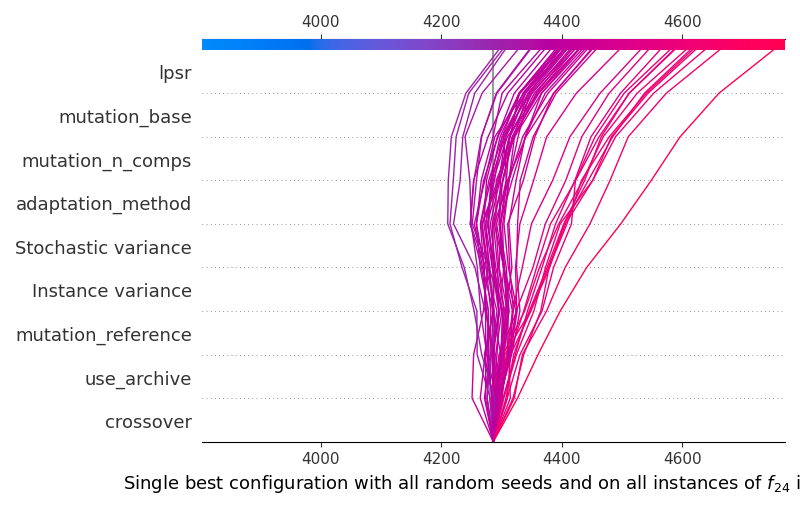 4000 4200 4400 4600
lpsr
mutation_base
mutation_n_comps
adaptation_method
Stochastic variance
Instance variance
mutation_reference
use_archive
crossover
4000 4200 4400 4600
Single best configuration with all random seeds and on all instances of f24 i